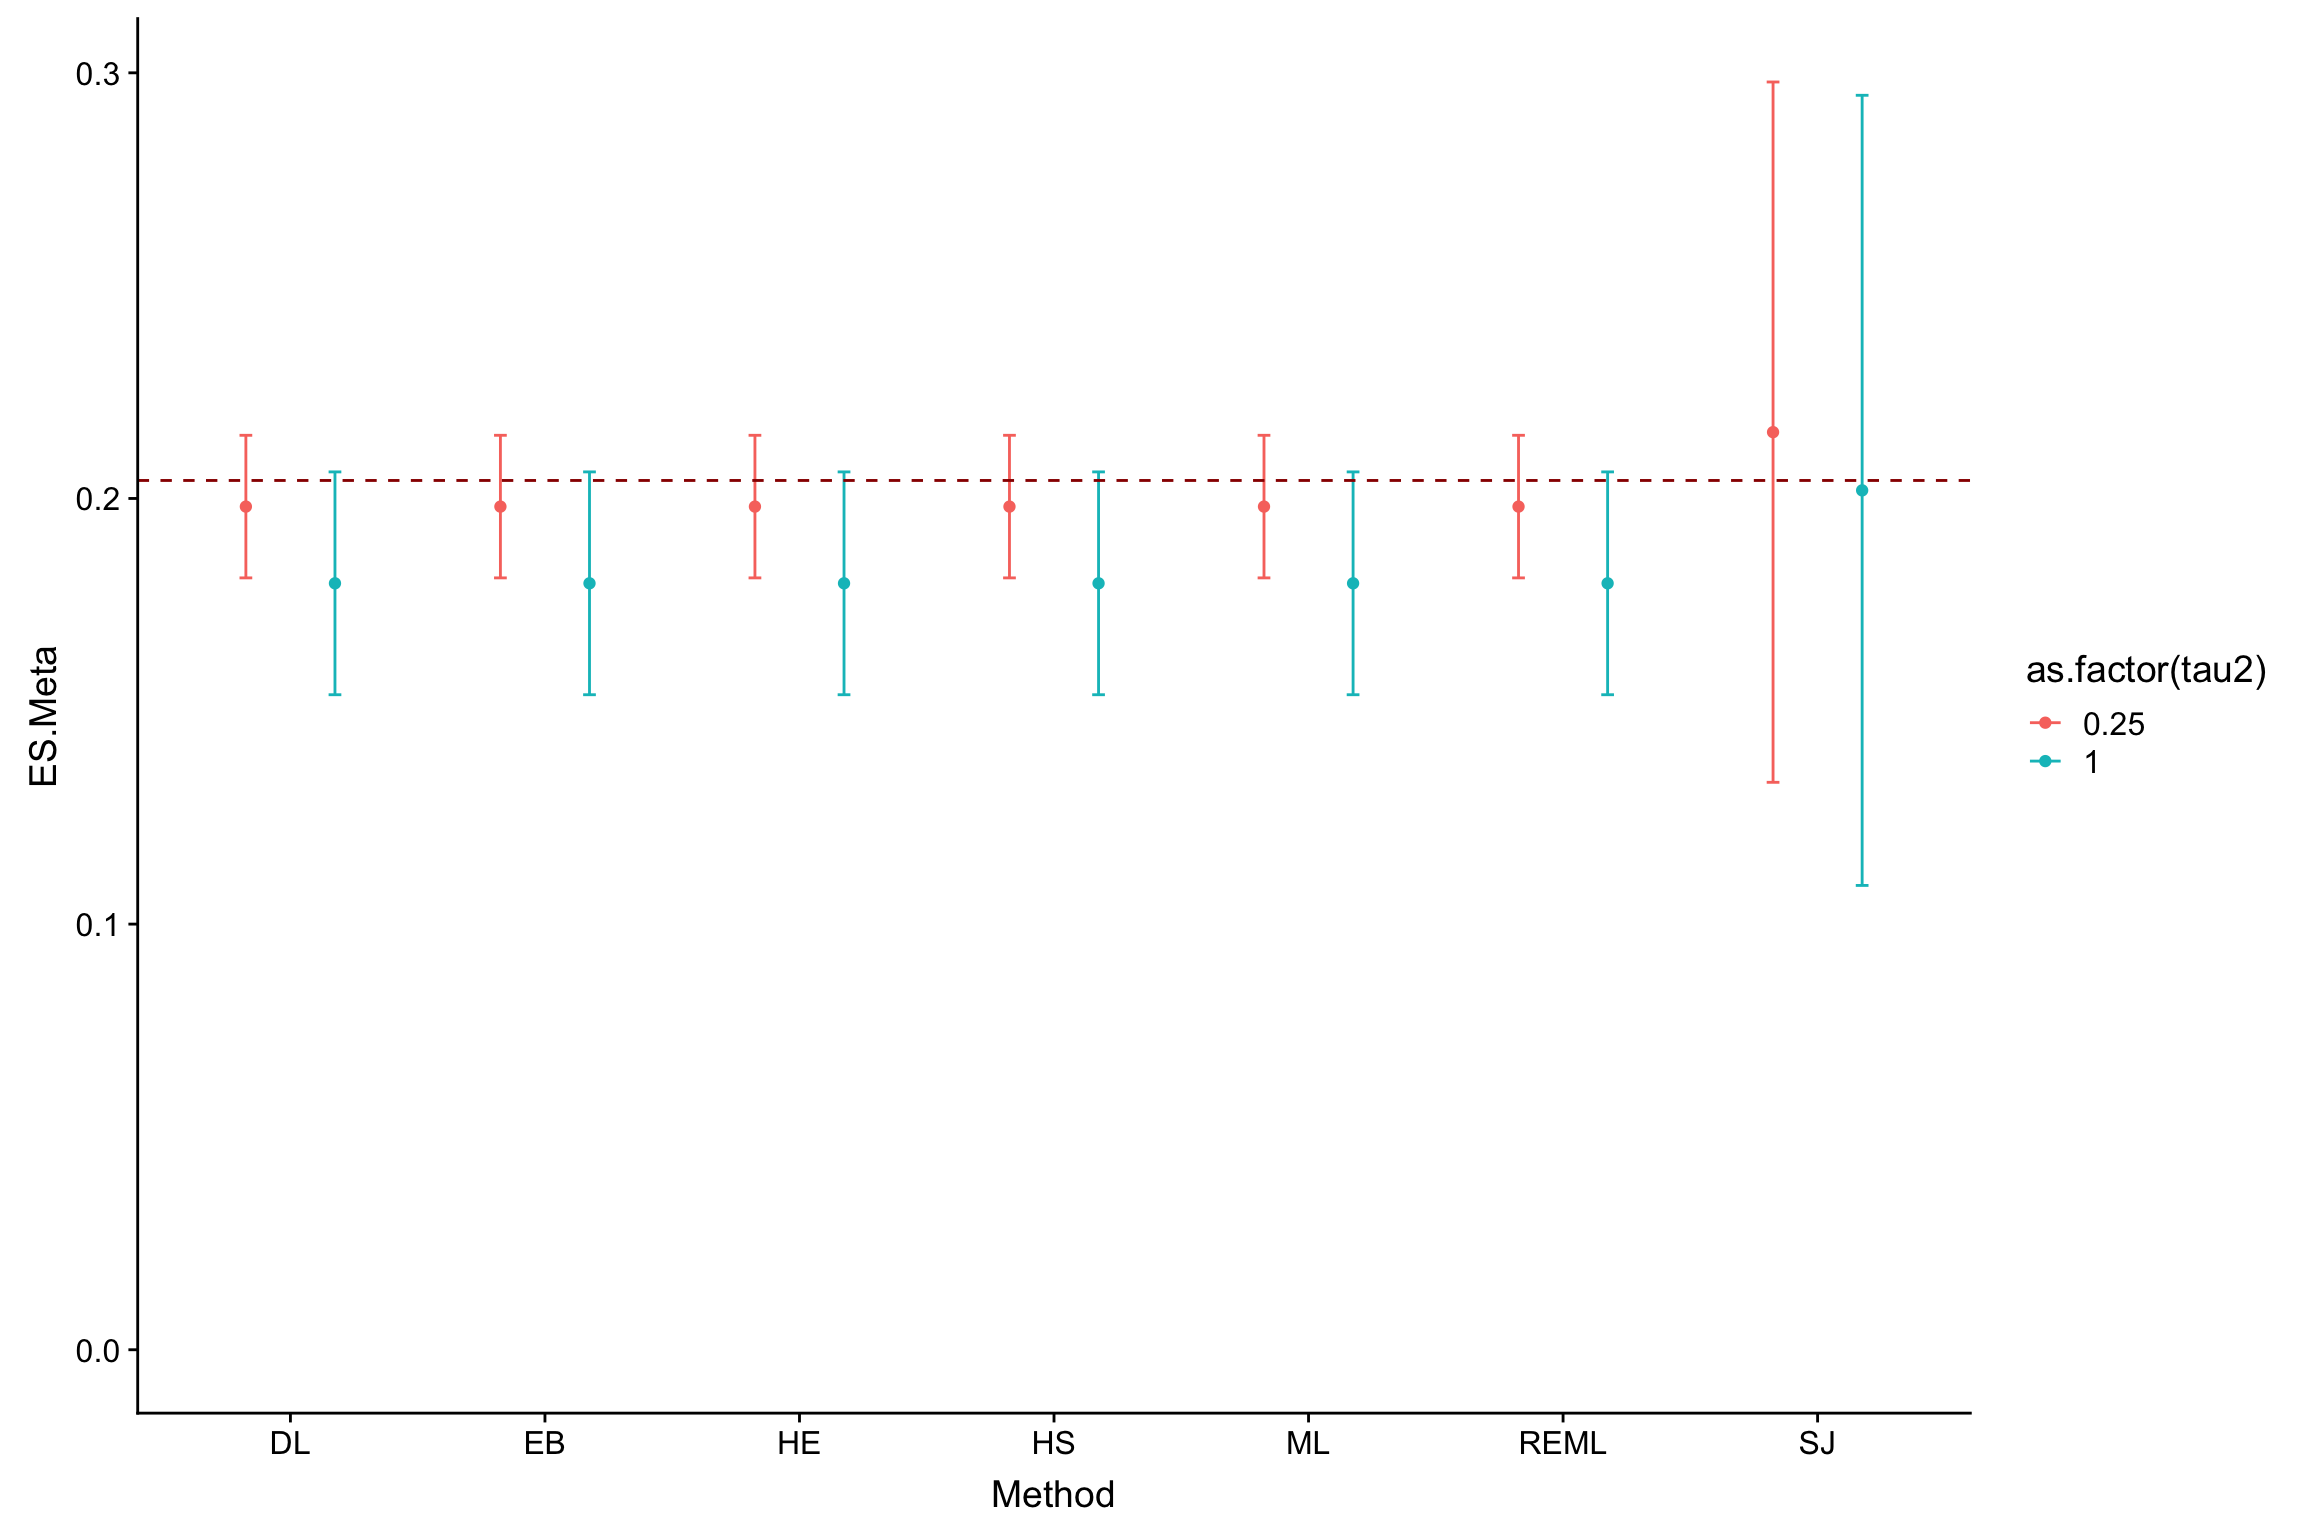 0.3
0.2
0.1
0.0
ES.Meta
DL EB HE HS ML REML SJ
Method
as.factor(tau2)
0.25
1